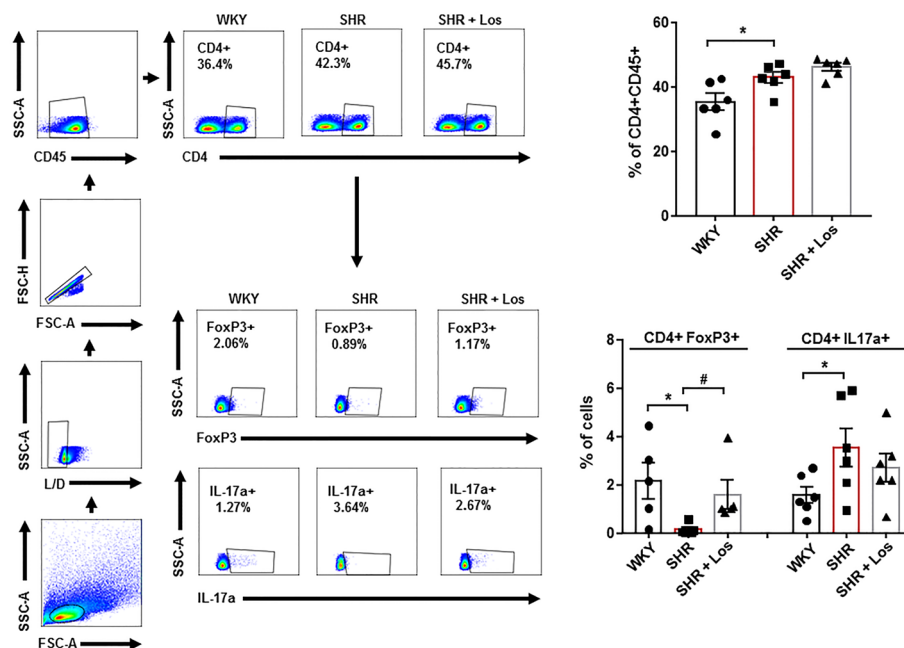 WKY
SHR
SHR + Los
SSC-A
CD45
SSC-A
CD4+
36.4%
CD4+
42.3%
CD4+
45.7%
CD4
FSC-H
FSC-A
SSC-A
L/D
SSC-A
FSC-A
WKY
SHR
SHR + Los
SSC-A
FoxP3+
2.06%
FoxP3+
0.89%
FoxP3+
1.17%
FoxP3
SSC-A
IL-17a+
1.27%
IL-17a+
3.64%
IL-17a+
2.67%
IL-17a
% of CD4+CD45+
60
40
20
0
*
WKY
SHR
SHR + Los
% of cells
8
6
4
2
0
CD4+ FoxP3+
CD4+ IL17a+
*
#
*
WKY
SHR
SHR + Los
WKY
SHR
SHR + Los